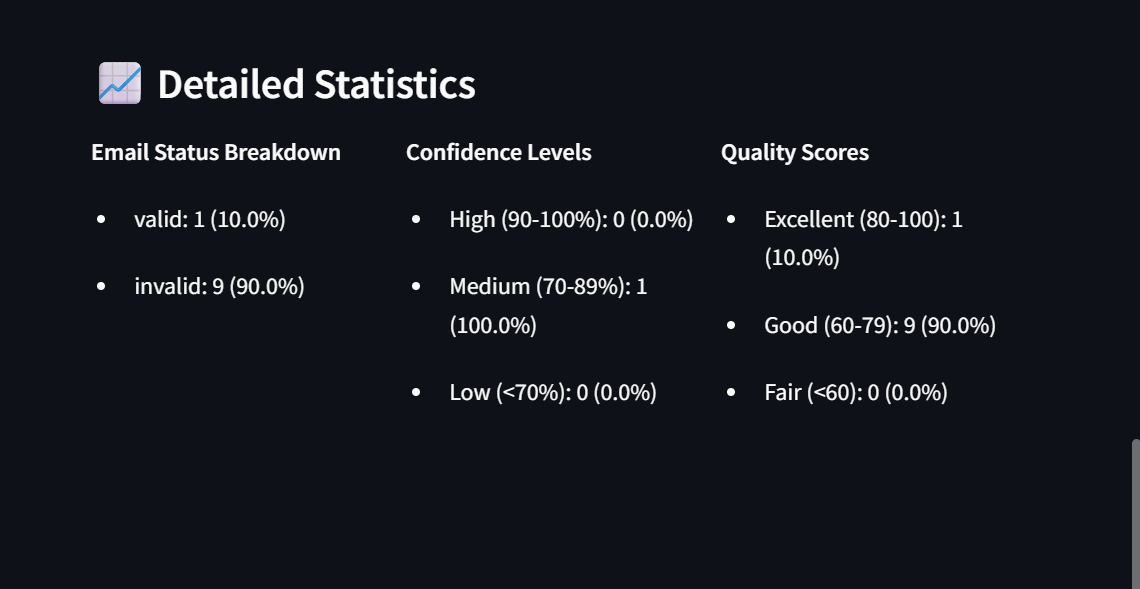 Detailed Statistics
Email Status Breakdown
valid: 1 (10.0%)
invalid: 9 (90.0%)
Confidence Levels
High (90-100%): 0 (0.0%)
Medium (70-89%): 1
(100.0%)
Low (<70%): 0 (0.0%)
Quality Scores
Excellent (80-100): 1
(10.0%)
Good (60-79): 9 (90.0%)
Fair (<60): 0 (0.0%)